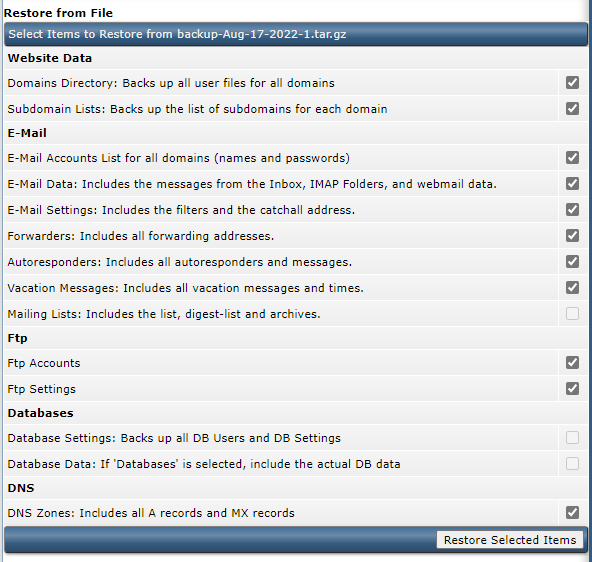 Restore from File
Select Items to Restore from backup-Aug-17-2022-1.tar.gz
Website Data
Domains Directory: Backs up all user files for all domains
Subdomain Lists: Backs up the list of subdomains for each domain
E-Mail
E-Mail Accounts List for all domains (names and passwords)
E-Mail Data: Includes the messages from the Inbox, IMAP Folders, and webmail data.
E-Mail Settings: Includes the filters and the catchall address.
Forwarders: Includes all forwarding addresses.
Autoresponders: Includes all autoresponders and messages.
Vacation Messages: Includes all vacation messages and times.
Mailing Lists: Includes the list, digest-list and archives.
Ftp
Ftp Accounts
Ftp Settings
Databases
Database Settings: Backs up all DB Users and DB Settings
Database Data: If 'Databases' is selected, include the actual DB data
DNS
DNS Zones: Includes all A records and MX records
Restore Selected Items